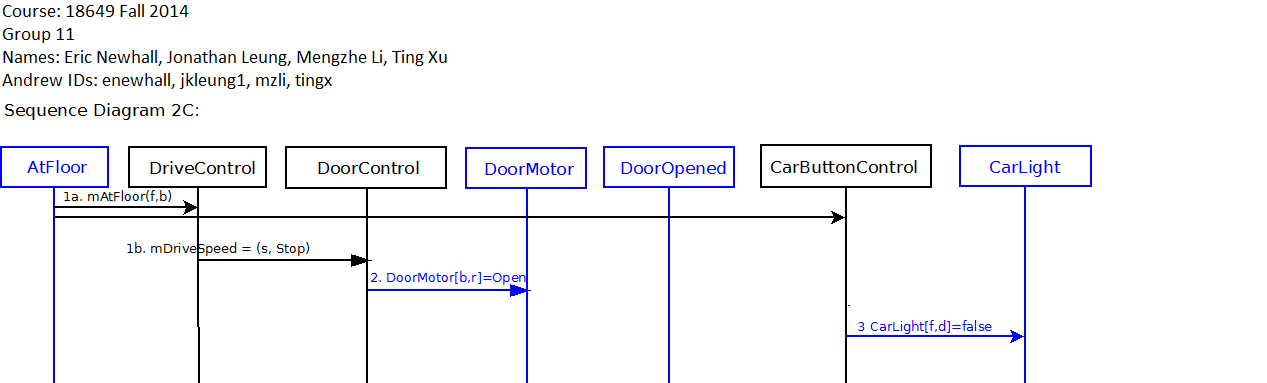 Course: 18649 Fall 2014
Group 11
Names: Eric Newhall, Jonathan Leung, Mengzhe Li, Ting Xu
Andrew IDs: enewhall, jkleung1, mzli, tingx
Sequence Diagram 2C:
AtFloor DriveControl DoorControl DoorMotor DoorOpened CarButtonControl CarLight
1a. mAtFloor(f,b)
1b. mDriveSpeed = (s, Stop)
2. DoorMotor[b,r]=Open
3 CarLight[f,d]=false